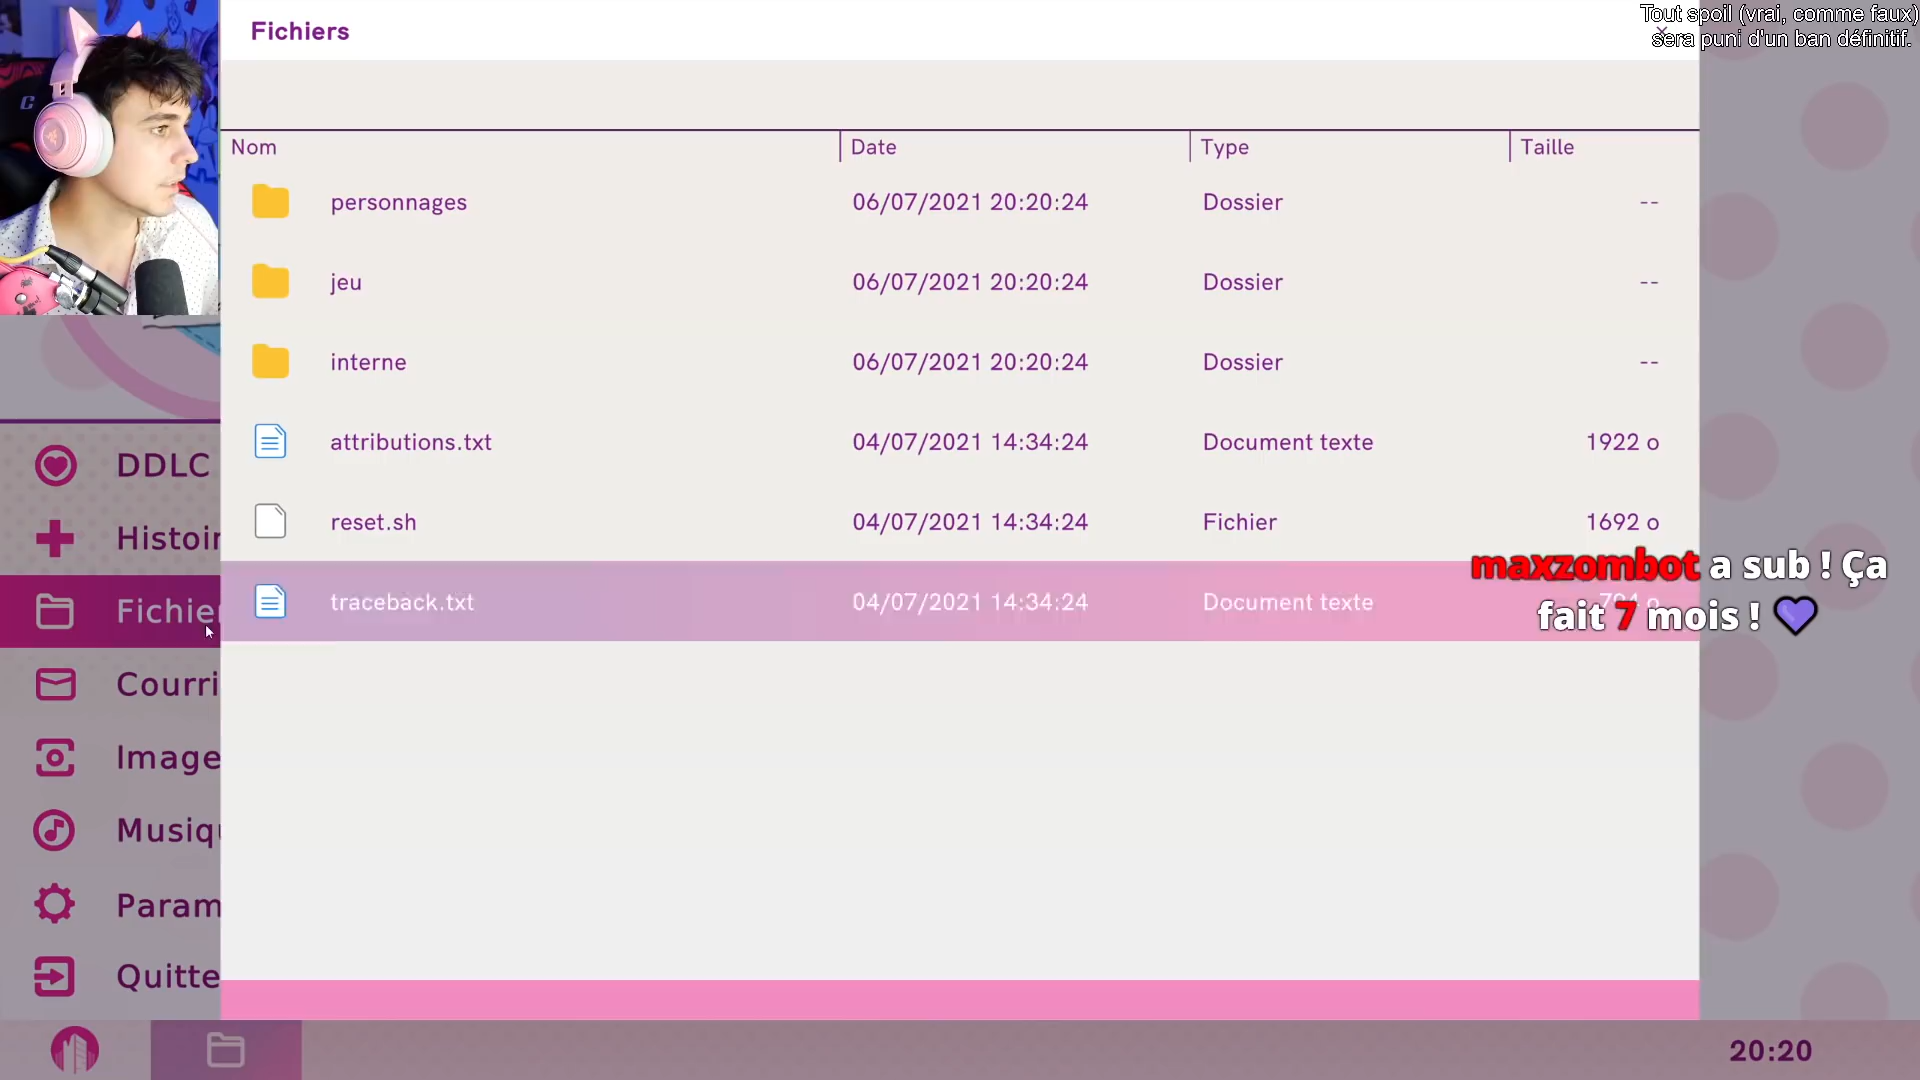 Fichiers
Tout spoil (vrai, comme faux)
sera puni d'un ban définitif.
Nom Date Type Taille
personnages 06/07/2021 20:20:24 Dossier --
jeu 06/07/2021 20:20:24 Dossier --
interne 06/07/2021 20:20:24 Dossier --
attributions.txt 04/07/2021 14:34:24 Document texte 1922 o
reset.sh 04/07/2021 14:34:24 Fichier 1692 o
traceback.txt 04/07/2021 14:34:24 Document texte
maxzombot a sub ! Ça
fait 7 mois !
DDLC
Histoir
Fichier
Courri
Image
Musiqu
Param
Quitte
20:20